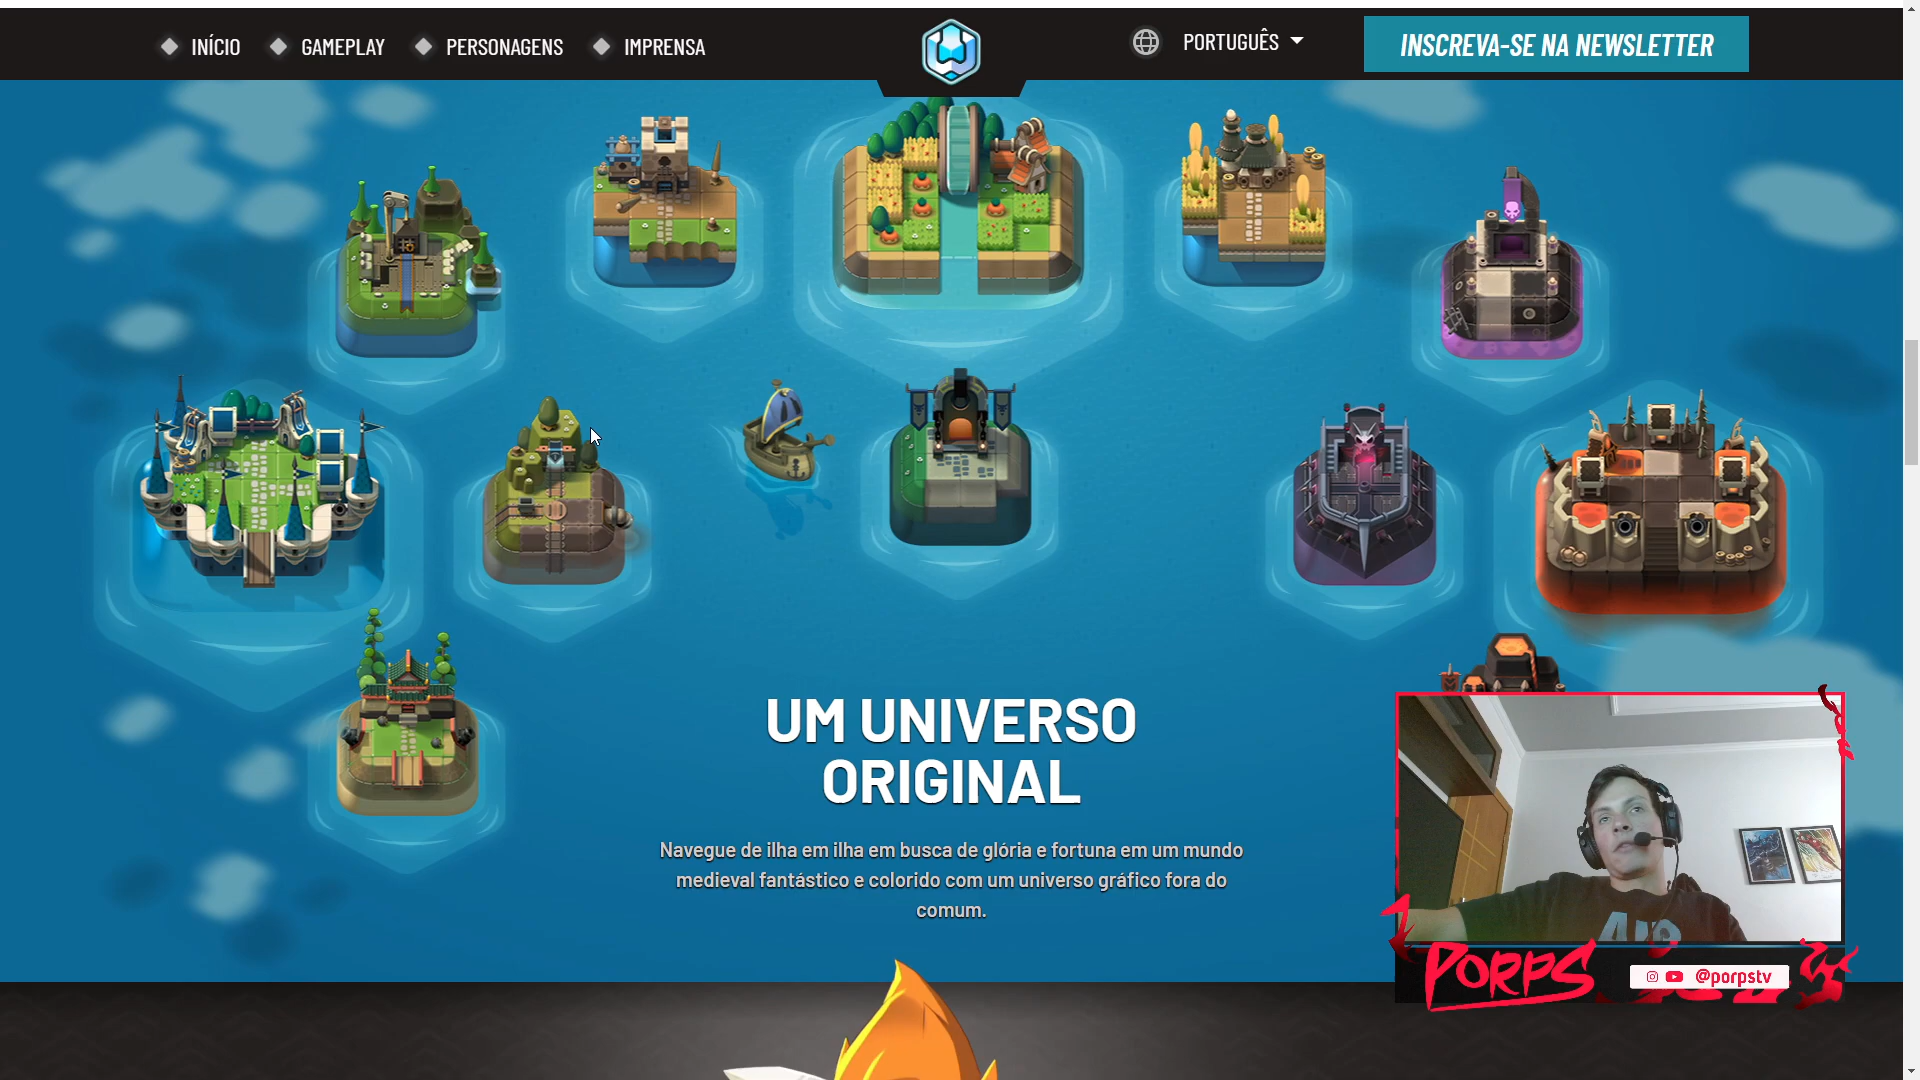 INÍCIO
GAMEPLAY
PERSONAGENS
IMPRENSA
PORTUGUÊS
INSCREVA-SE NA NEWSLETTER
UM UNIVERSO
ORIGINAL
Navegue de ilha em ilha em busca de glória e fortuna em um mundo
medieval fantástico e colorido com um universo gráfico fora do
comum.
PORPS
@porpstv